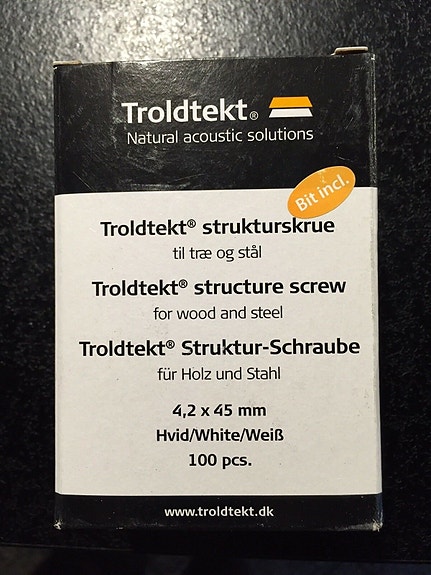 Troldtekt®
Natural acoustic solutions
Bit incl.
Troldtekt® strukturskrue
til træ og stål
Troldtekt® structure screw
for wood and steel
Troldtekt® Struktur-Schraube
für Holz und Stahl
4,2 x 45 mm
Hvid/White/Weiß
100 pcs.
www.troldtekt.dk